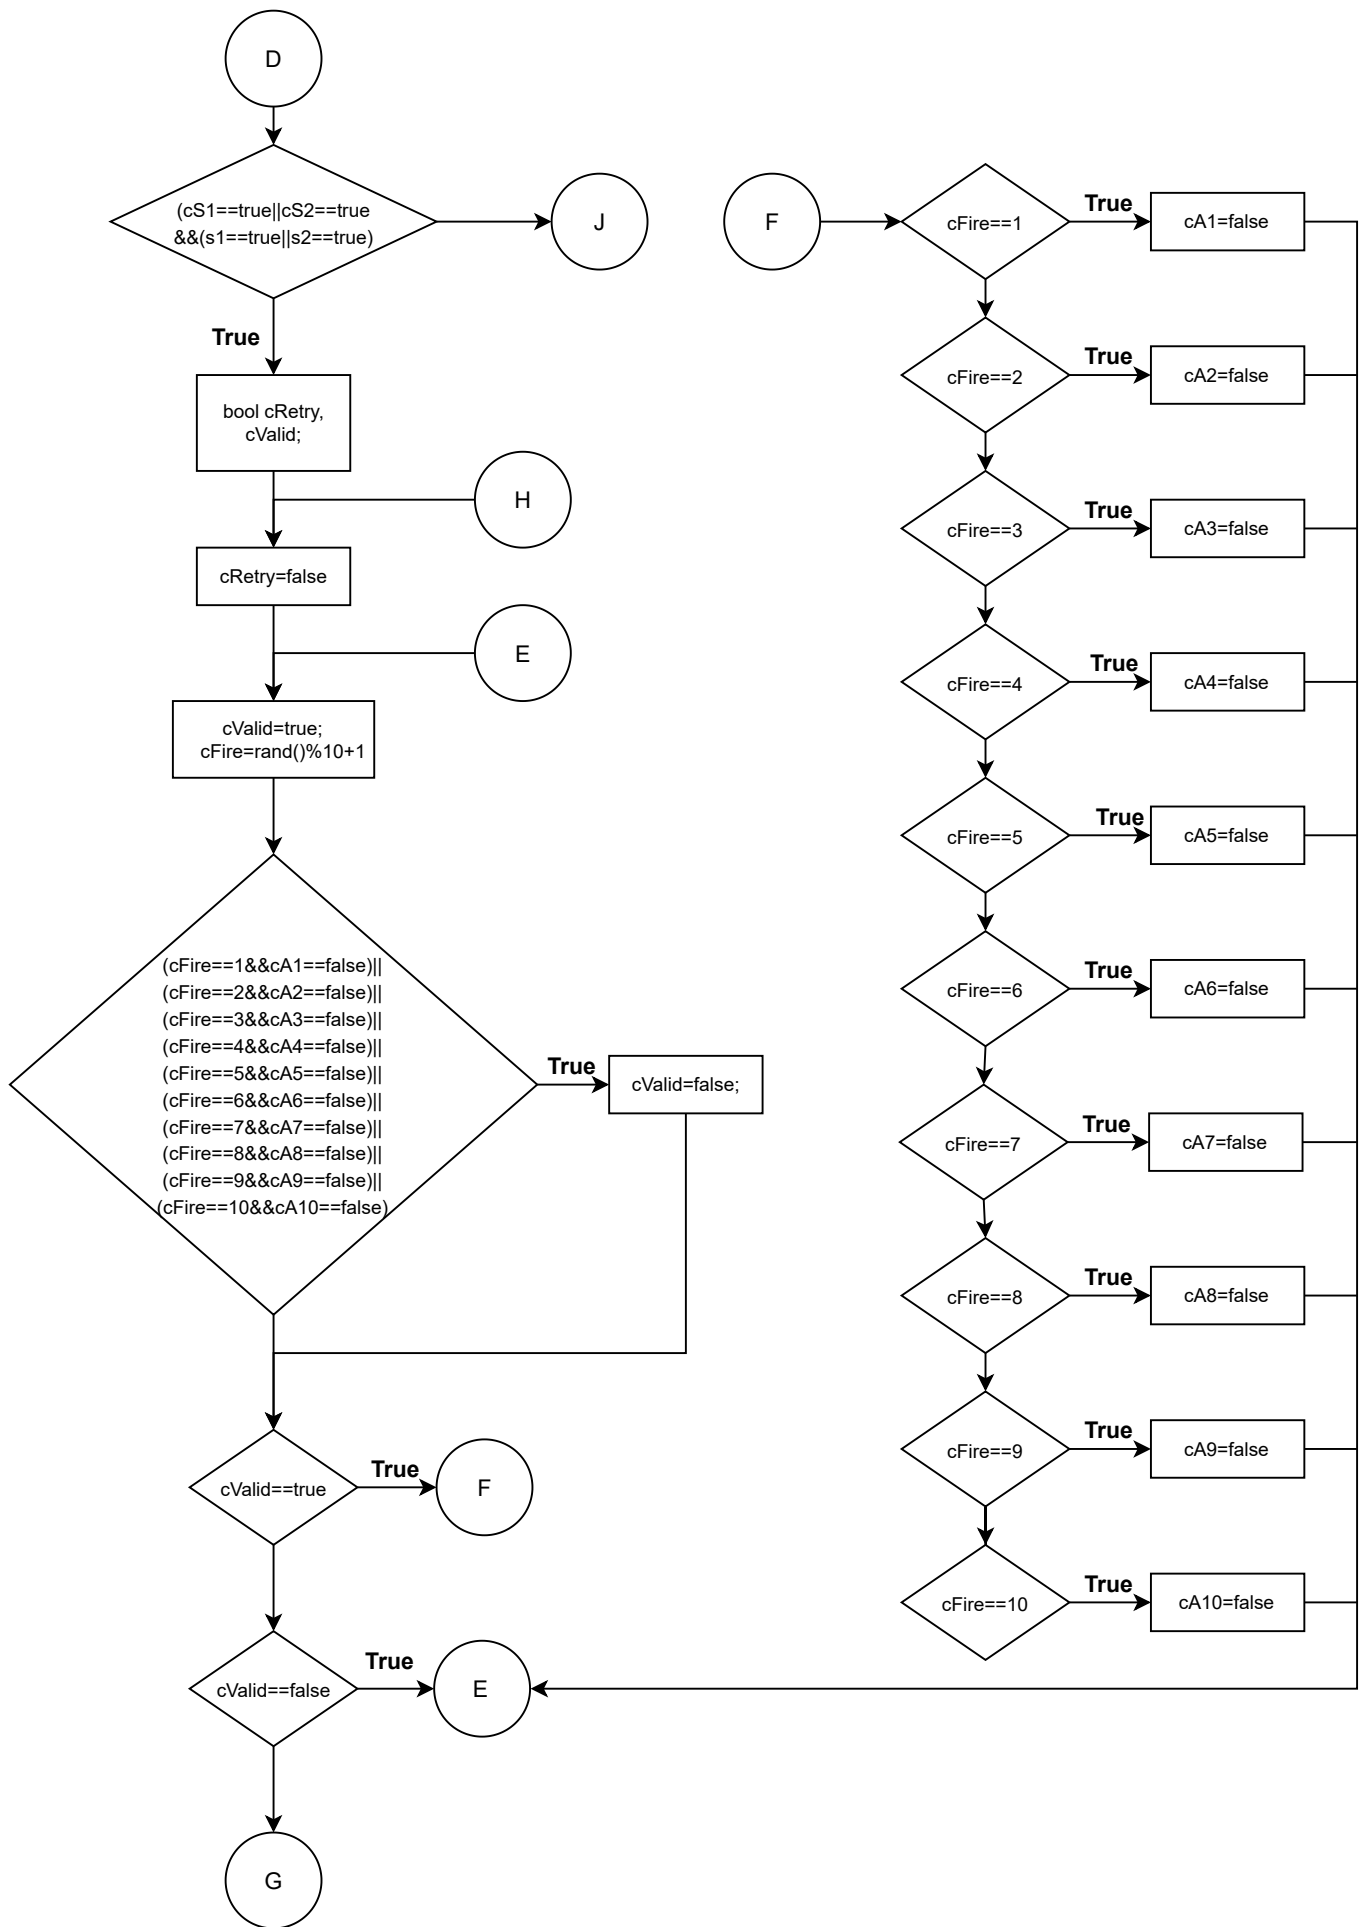 D
(cS1==true||cS2==true
&&(s1==true||s2==true)
J
True
bool cRetry,
cValid;
H
cRetry=false
E
cValid=true;
cFire=rand()%10+1
(cFire==1&&cA1==false)||
(cFire==2&&cA2==false)||
(cFire==3&&cA3==false)||
(cFire==4&&cA4==false)||
(cFire==5&&cA5==false)||
(cFire==6&&cA6==false)||
(cFire==7&&cA7==false)||
(cFire==8&&cA8==false)||
(cFire==9&&cA9==false)||
(cFire==10&&cA10==false)
True
cValid=false;
cValid==true
True
F
cValid==false
True
E
G
F
cFire==1
True
cA1=false
cFire==2
True
cA2=false
cFire==3
True
cA3=false
cFire==4
True
cA4=false
cFire==5
True
cA5=false
cFire==6
True
cA6=false
cFire==7
True
cA7=false
cFire==8
True
cA8=false
cFire==9
True
cA9=false
cFire==10
True
cA10=false